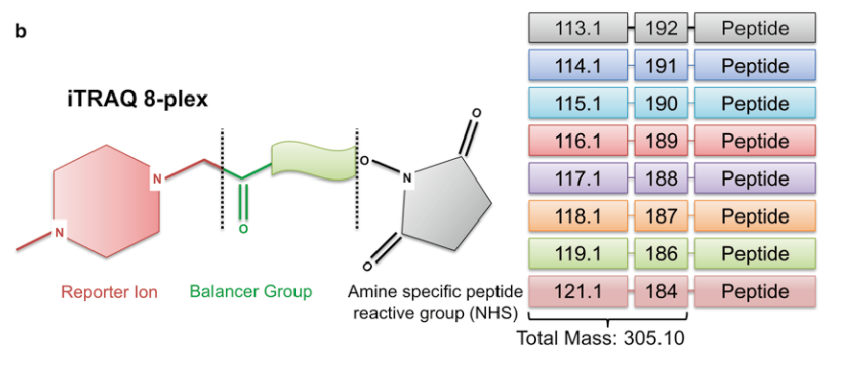 b
iTRAQ 8-plex
N
N
O
O
N
O
O
Reporter Ion
Balancer Group
Amine specific peptide
reactive group (NHS)
113.1 192 Peptide
114.1 191 Peptide
115.1 190 Peptide
116.1 189 Peptide
117.1 188 Peptide
118.1 187 Peptide
119.1 186 Peptide
121.1 184 Peptide
Total Mass: 305.10